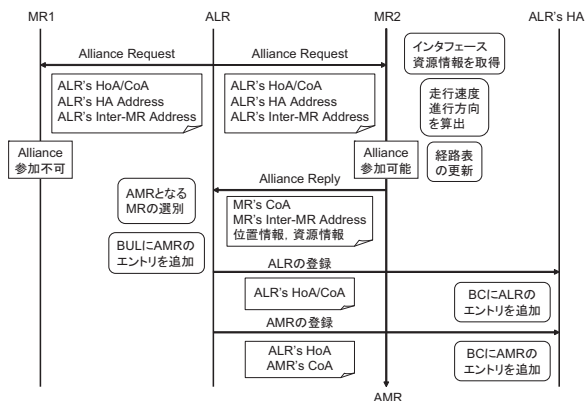 MR1
ALR
MR2
ALR's HA
Alliance Request
Alliance Request
インタフェース
資源情報を取得
ALR's HoA/CoA
ALR's HA Address
ALR's Inter-MR Address
ALR's HoA/CoA
ALR's HA Address
ALR's Inter-MR Address
走行速度
進行方向
を算出
Alliance
参加不可
Alliance
参加可能
経路表
の更新
Alliance Reply
AMRとなる
MRの選別
MR's CoA
MR's Inter-MR Address
位置情報，資源情報
BULにAMRの
エントリを追加
ALRの登録
ALR's HoA/CoA
BCにALRの
エントリを追加
AMRの登録
ALR's HoA
AMR's CoA
BCにAMRの
エントリを追加
AMR